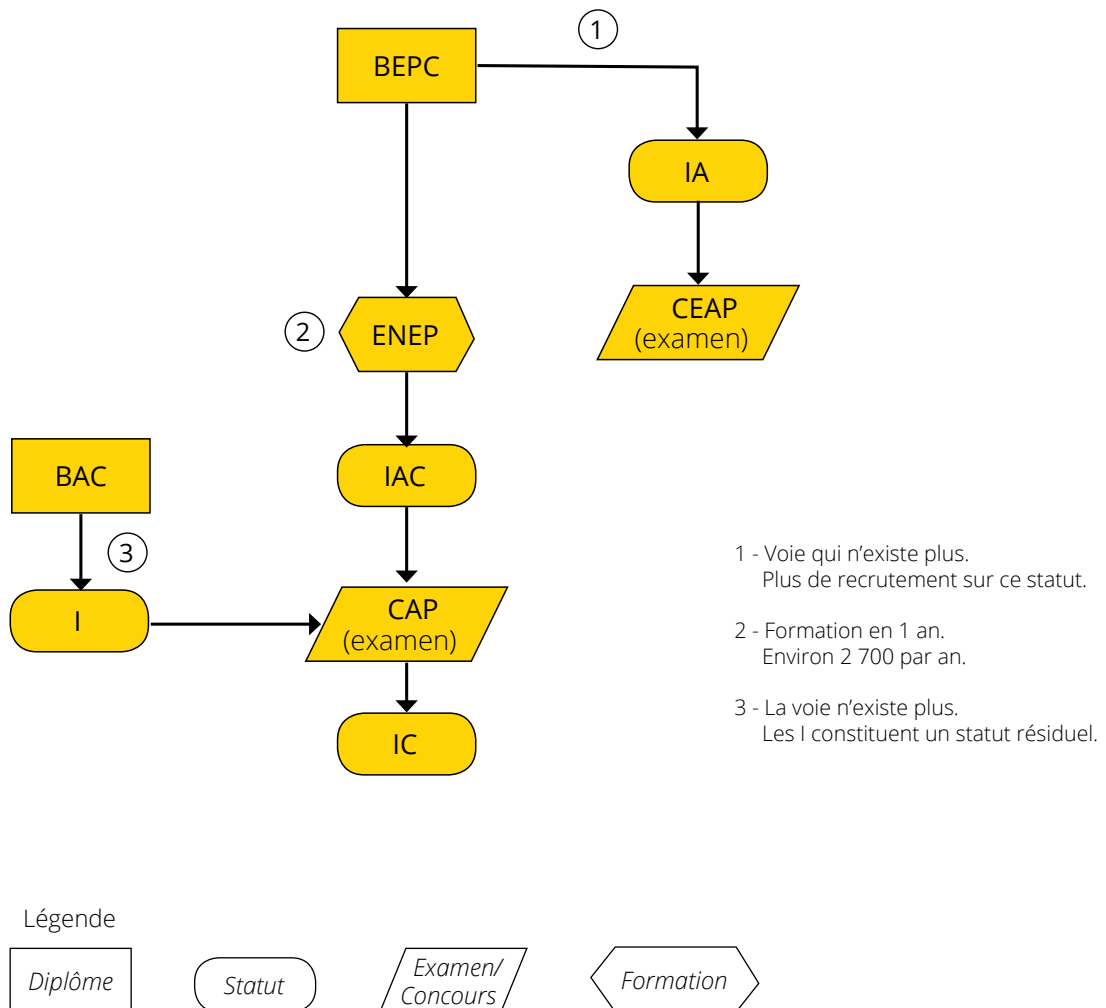 1
BEPC
IA
CEAP
(examen)
2
ENEP
BAC
IAC
3
I
CAP
(examen)
IC
1 - Voie qui n’existe plus.
Plus de recrutement sur ce statut.
2 - Formation en 1 an.
Environ 2 700 par an.
3 - La voie n’existe plus.
Les I constituent un statut résiduel.
Légende
Diplôme
Statut
Examen/
Concours
Formation